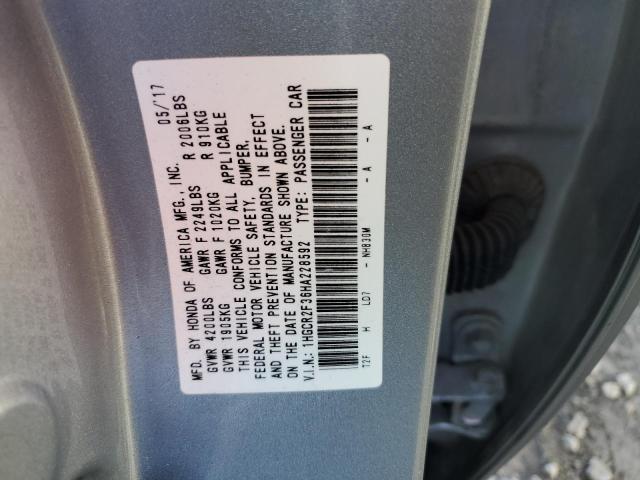 MFD. BY HONDA OF AMERICA MFG., INC. 05/'17
GVWR 4200LBS GAWR F 2249LBS R 2006LBS
GVWR 1905KG GAWR F 1020KG R 910KG
THIS VEHICLE CONFORMS TO ALL APPLICABLE
FEDERAL MOTOR VEHICLE SAFETY, BUMPER,
AND THEFT PREVENTION STANDARDS IN EFFECT
ON THE DATE OF MANUFACTURE SHOWN ABOVE.
V.I.N.: 1HGCR2F36HA228592 TYPE: PASSENGER CAR
T2F H LD7 - NH830M - A - A